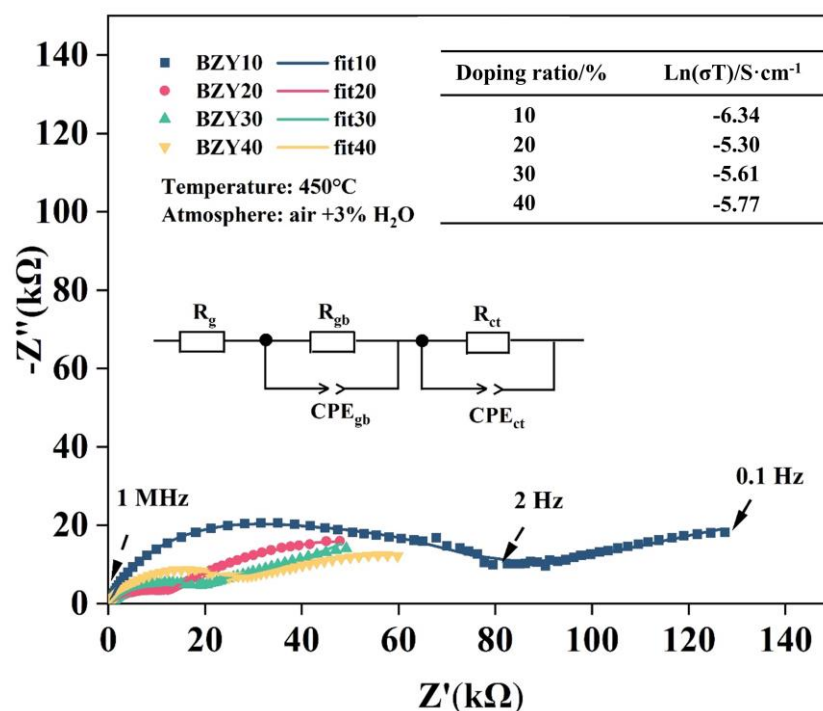 -Z''(kΩ)
150
120
100
80
60
40
20
0
BZY10 fit10
BZY20 fit20
BZY30 fit30
BZY40 fit40
Temperature: 450°C
Atmosphere: air +3% H₂O
Doping ratio/% Ln(σT)/S·cm⁻¹
10 -6.34
20 -5.30
30 -5.61
40 -5.77
R_g R_gb R_ct
CPE_gb CPE_ct
1 MHz
2 Hz
0.1 Hz
0 20 40 60 80 100 120 140
Z'(kΩ)